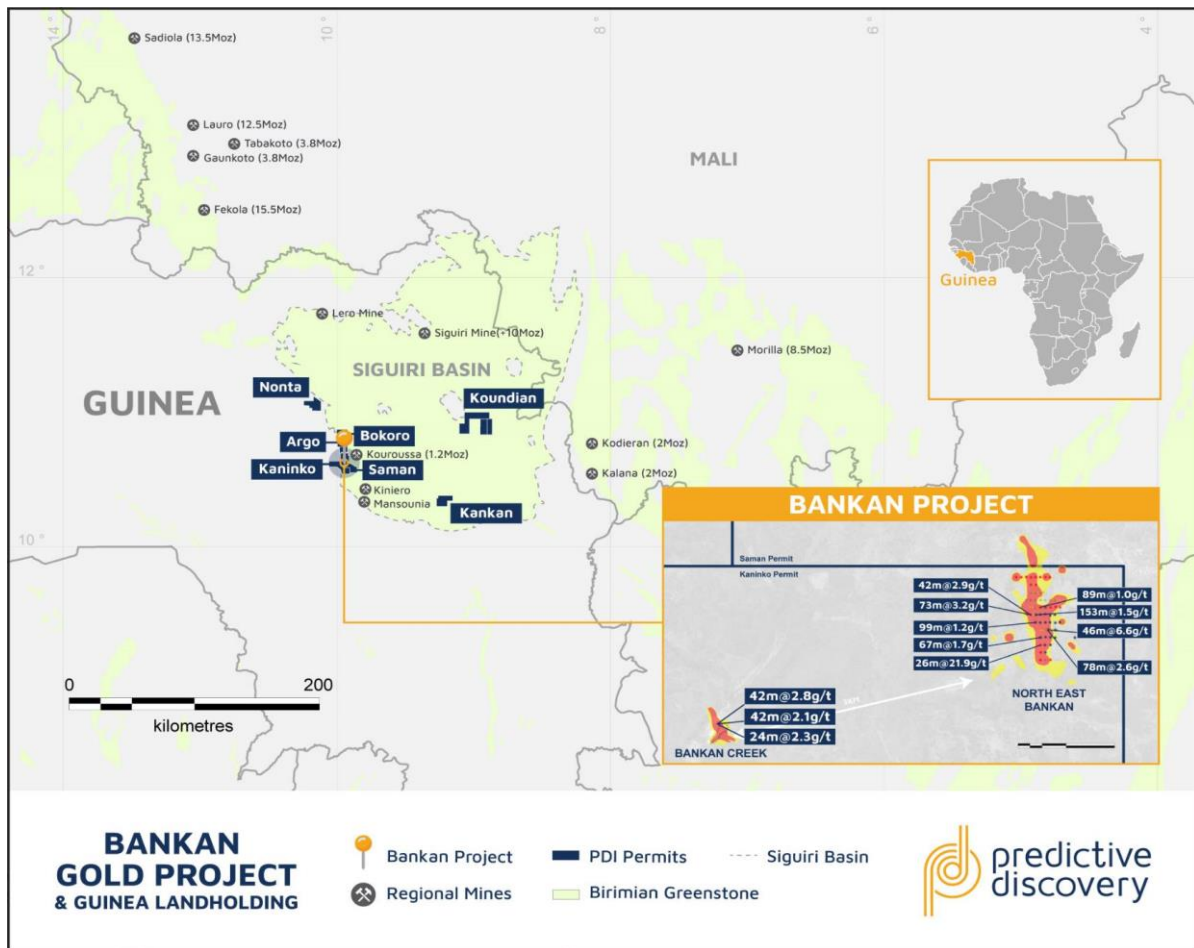 14°
10°
8°
6°
4°
Sadiola (13.5Moz)
Lauro (12.5Moz)
Tabakoto (3.8Moz)
Gaunkoto (3.8Moz)
MALI
Fekola (15.5Moz)
Guinea
12°
Lero Mine
Siguiri Mine(~10Moz)
Morilla (8.5Moz)
SIGUIRI BASIN
GUINEA
Nonta
Koundian
Bokoro
Argo
Kouroussa (1.2Moz)
Kodieran (2Moz)
Kaninko
Saman
Kalana (2Moz)
Kiniero
Mansounia
Kankan
10°
BANKAN PROJECT
Saman Permit
Kaninko Permit
42m@2.9g/t
89m@1.0g/t
73m@3.2g/t
153m@1.5g/t
99m@1.2g/t
46m@6.6g/t
67m@1.7g/t
26m@21.9g/t
78m@2.6g/t
NORTH EAST
BANKAN
42m@2.8g/t
42m@2.1g/t
24m@2.3g/t
BANKAN CREEK
0 200
kilometres
BANKAN
GOLD PROJECT
& GUINEA LANDHOLDING
Bankan Project
PDI Permits
Siguiri Basin
Regional Mines
Birimian Greenstone
predictive
discovery